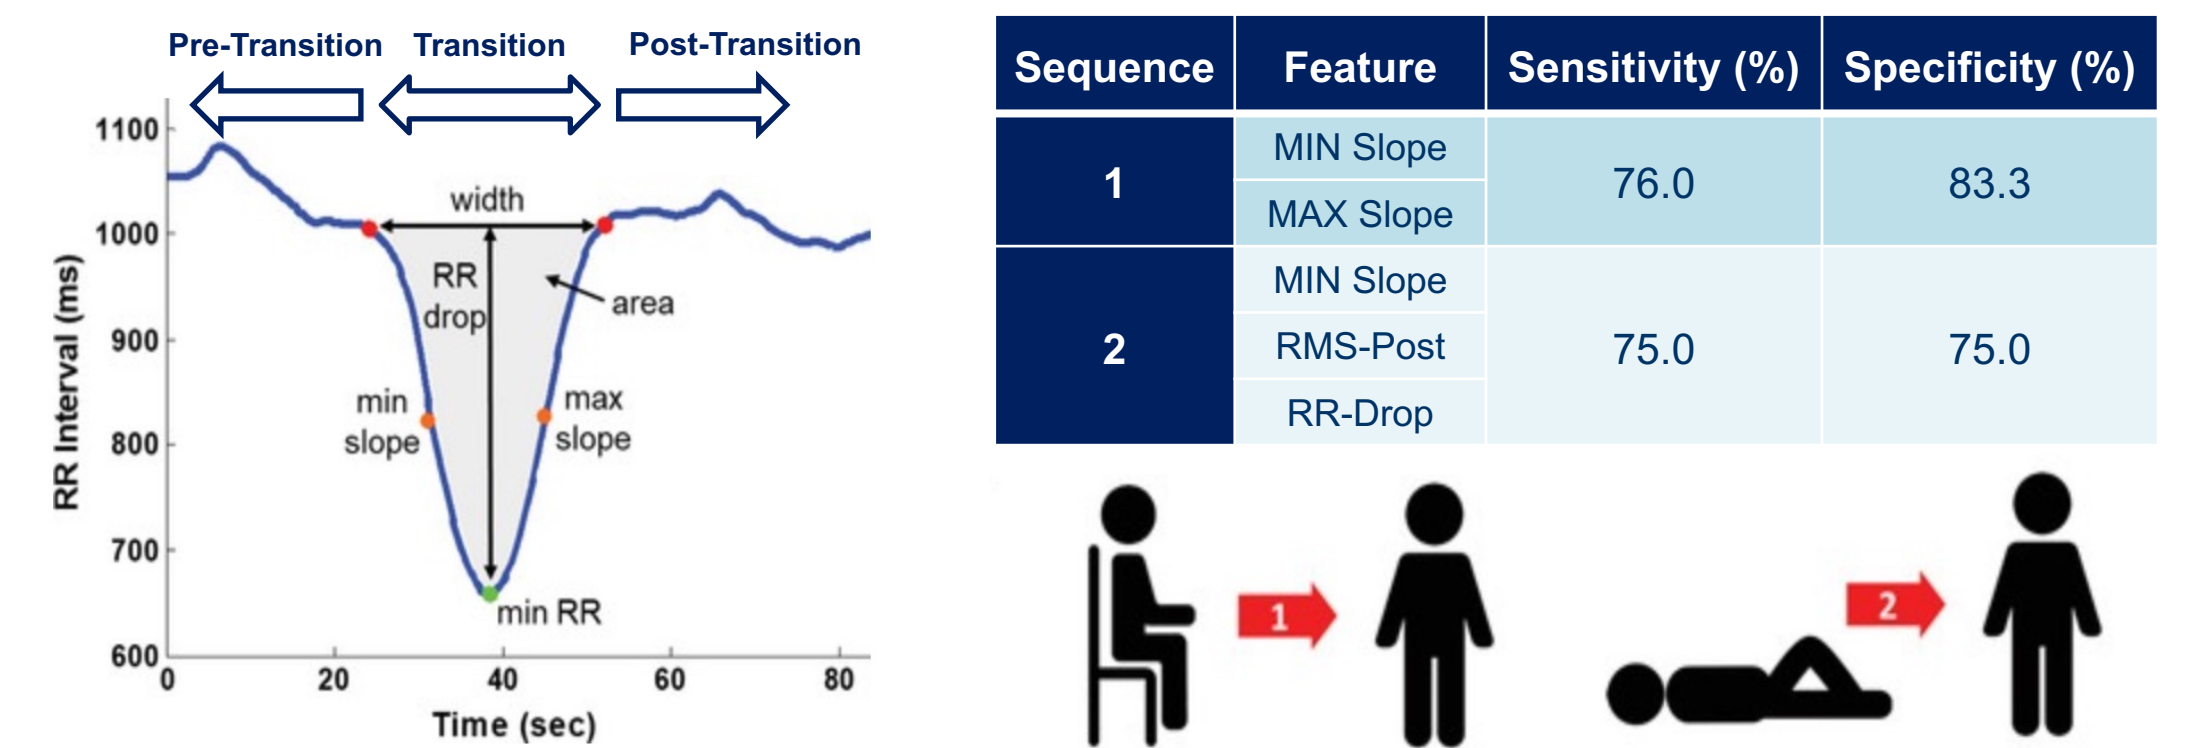 Pre-Transition Transition Post-Transition
1100
1000
900
800
700
600
RR Interval (ms)
width
RR
drop
area
min
slope
max
slope
min RR
0 20 40 60 80
Time (sec)
Sequence Feature Sensitivity (%) Specificity (%)
1 MIN Slope 76.0 83.3
MAX Slope
2 MIN Slope 75.0 75.0
RMS-Post
RR-Drop
1
2